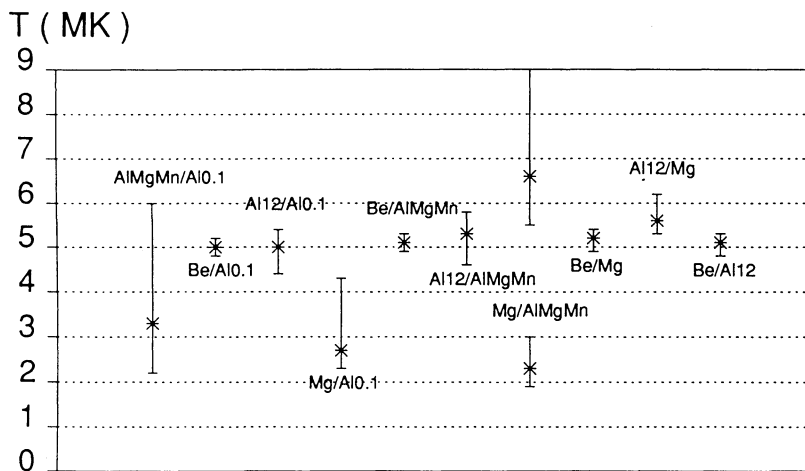 T ( MK )
9
8
7
6
5
4
3
2
1
0
AlMgMn/Al0.1
Be/Al0.1
Al12/Al0.1
Mg/Al0.1
Be/AlMgMn
Al12/AlMgMn
Mg/AlMgMn
Be/Mg
Al12/Mg
Be/Al12